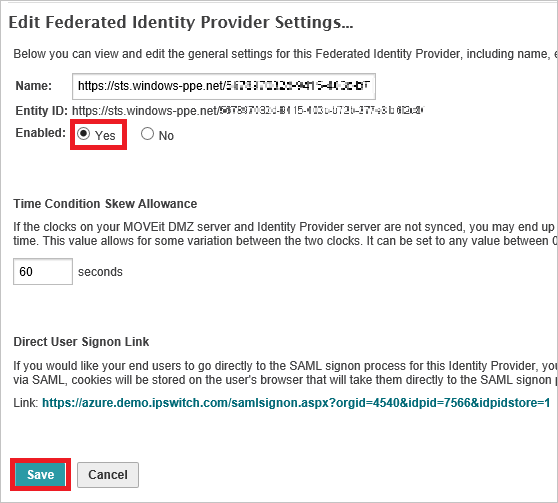 Edit Federated Identity Provider Settings...
Below you can view and edit the general settings for this Federated Identity Provider, including name,
Name: https://sts.windows-ppe.net/
Entity ID: https://sts.windows-ppe.net/
Enabled: Yes No
Time Condition Skew Allowance
If the clocks on your MOVEit DMZ server and Identity Provider server are not synced, you may end up
time. This value allows for some variation between the two clocks. It can be set to any value between 0
60 seconds
Direct User Signon Link
If you would like your end users to go directly to the SAML signon process for this Identity Provider,
via SAML, cookies will be stored on the user's browser that will take them directly to the SAML signon
Link: https://azure.demo.ipswitch.com/samlsignon.aspx?orgid=4540&idpid=7566&idpidstore=1
Save Cancel